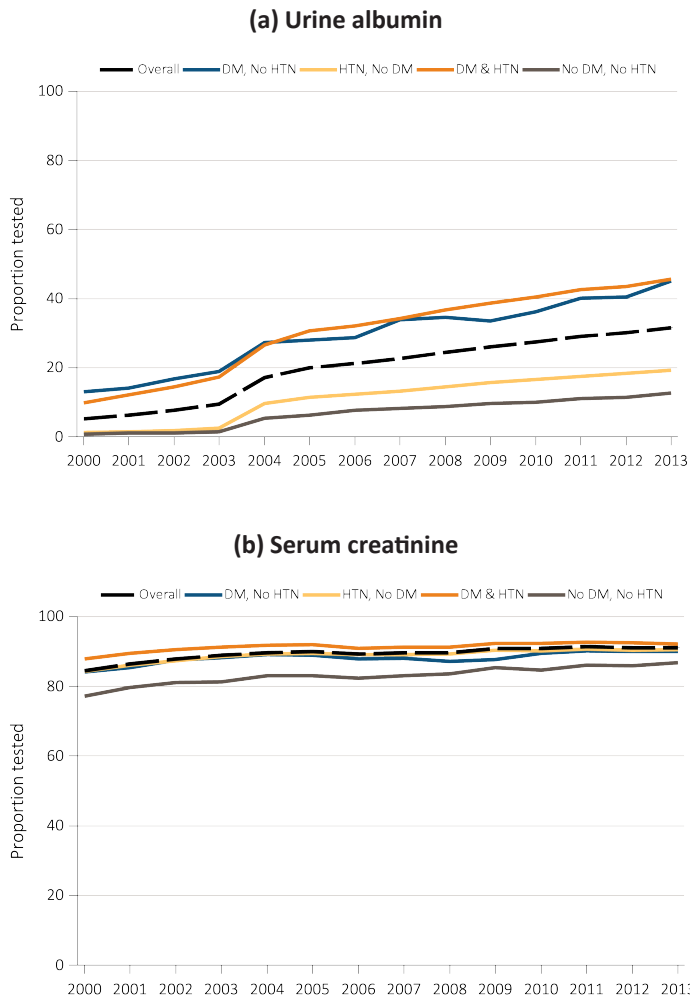 (a) Urine albumin
Overall DM, No HTN HTN, No DM DM & HTN No DM, No HTN
100
80
60
40
20
0
Proportion tested
2000 2001 2002 2003 2004 2005 2006 2007 2008 2009 2010 2011 2012 2013
(b) Serum creatinine
Overall DM, No HTN HTN, No DM DM & HTN No DM, No HTN
100
80
60
40
20
0
Proportion tested
2000 2001 2002 2003 2004 2005 2006 2007 2008 2009 2010 2011 2012